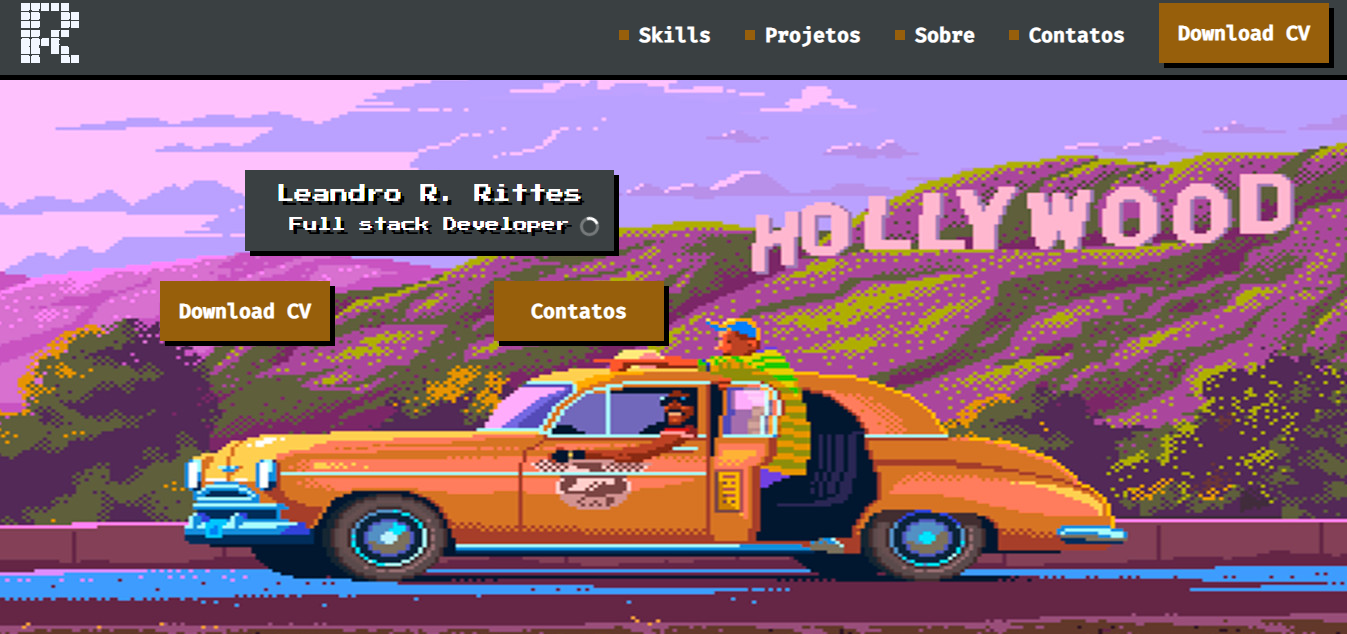 R
Skills
Projetos
Sobre
Contatos
Download CV
HOLLYWOOD
Leandro R. Rittes
Full stack Developer
Download CV
Contatos